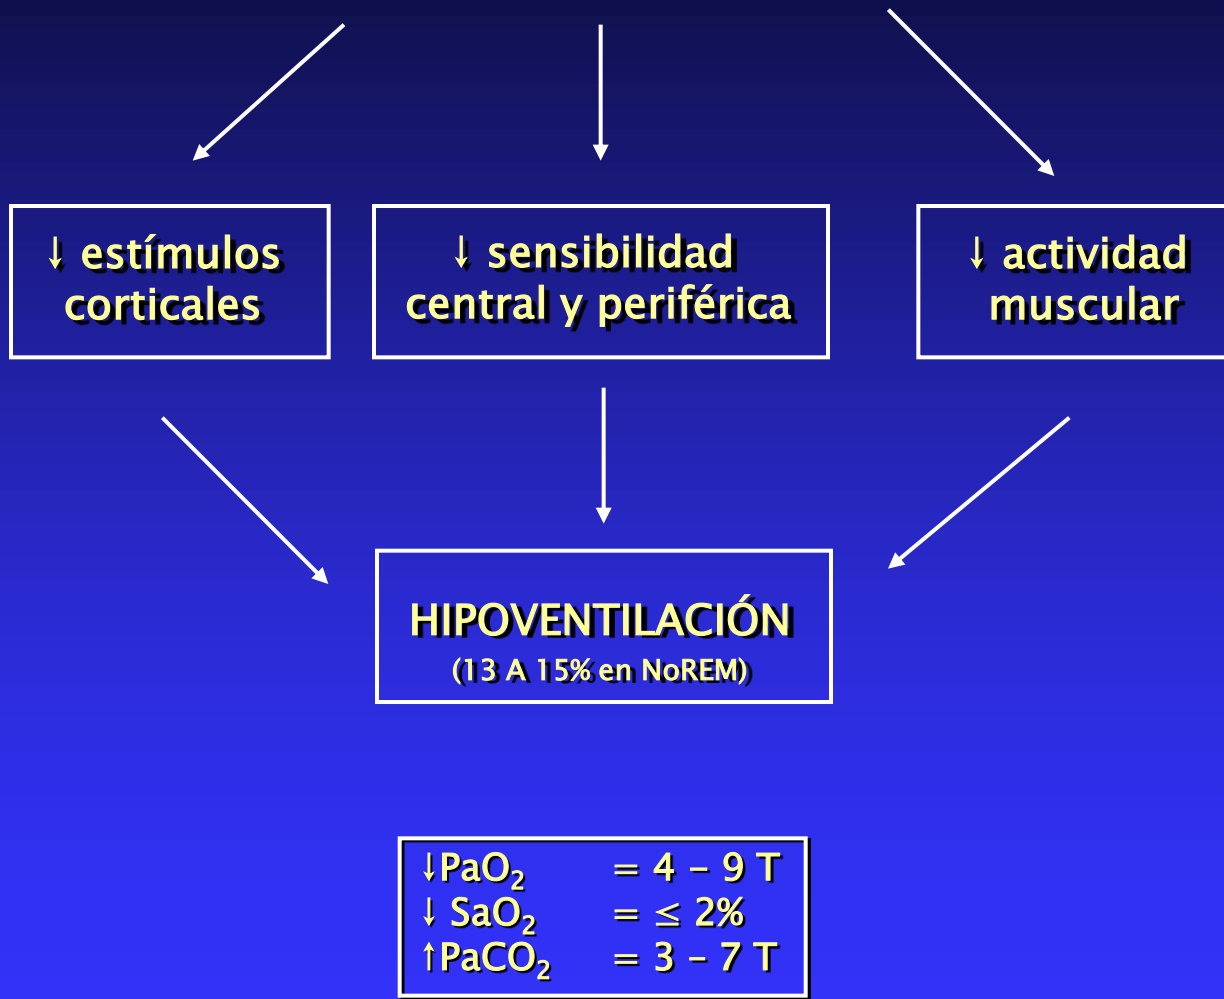 ↓ estímulos
corticales
↓ sensibilidad
central y periférica
↓ actividad
muscular
HIPOVENTILACIÓN
(13 A 15% en NoREM)
↓PaO₂ = 4 – 9 T
↓ SaO₂ = ≤ 2%
↑PaCO₂ = 3 – 7 T